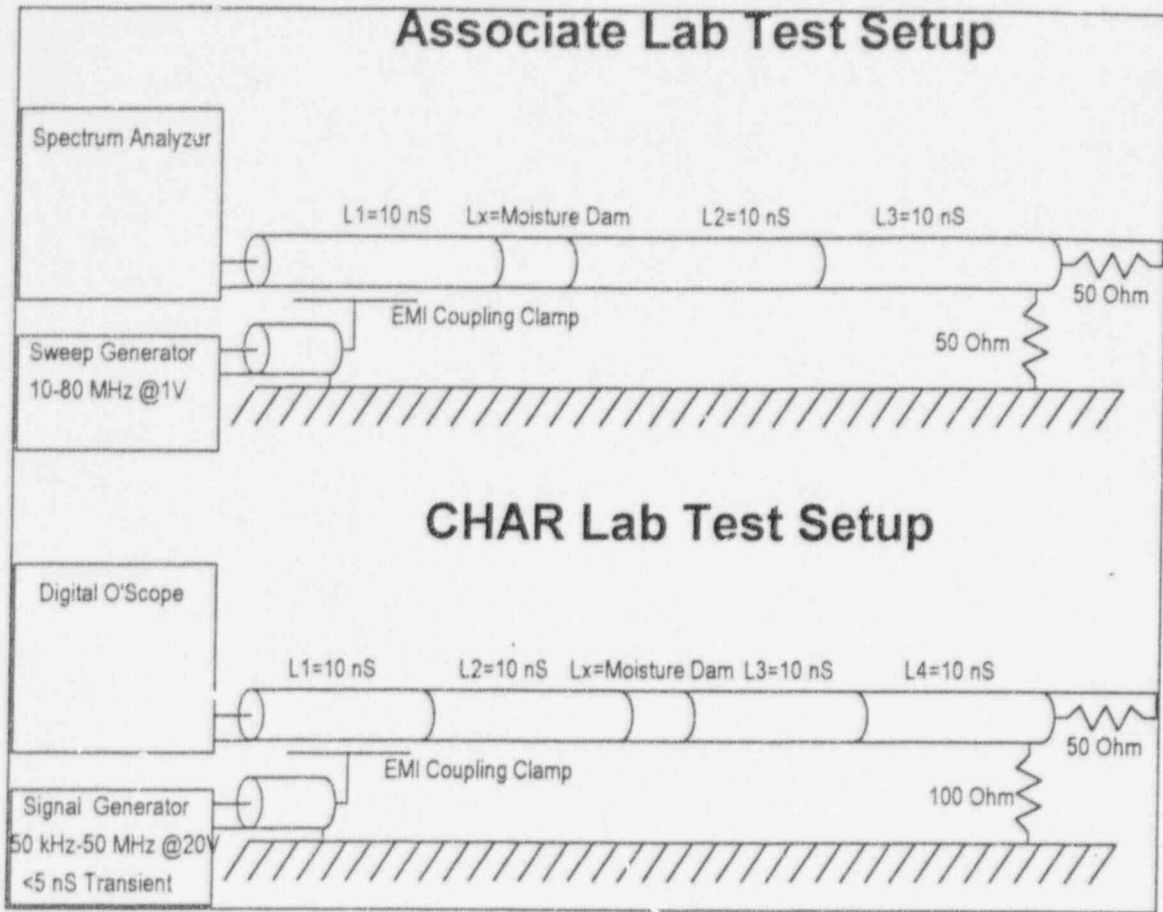 Associate Lab Test Setup
Spectrum Analyzer
L1=10 nS Lx=Moisture Dam L2=10 nS L3=10 nS
50 Ohm
EMI Coupling Clamp
50 Ohm
Sweep Generator
10-80 MHz @1V
CHAR Lab Test Setup
Digital O'Scope
L1=10 nS L2=10 nS Lx=Moisture Dam L3=10 nS L4=10 nS
50 Ohm
EMI Coupling Clamp
100 Ohm
Signal Generator
50 kHz-50 MHz @20V
<5 nS Transient